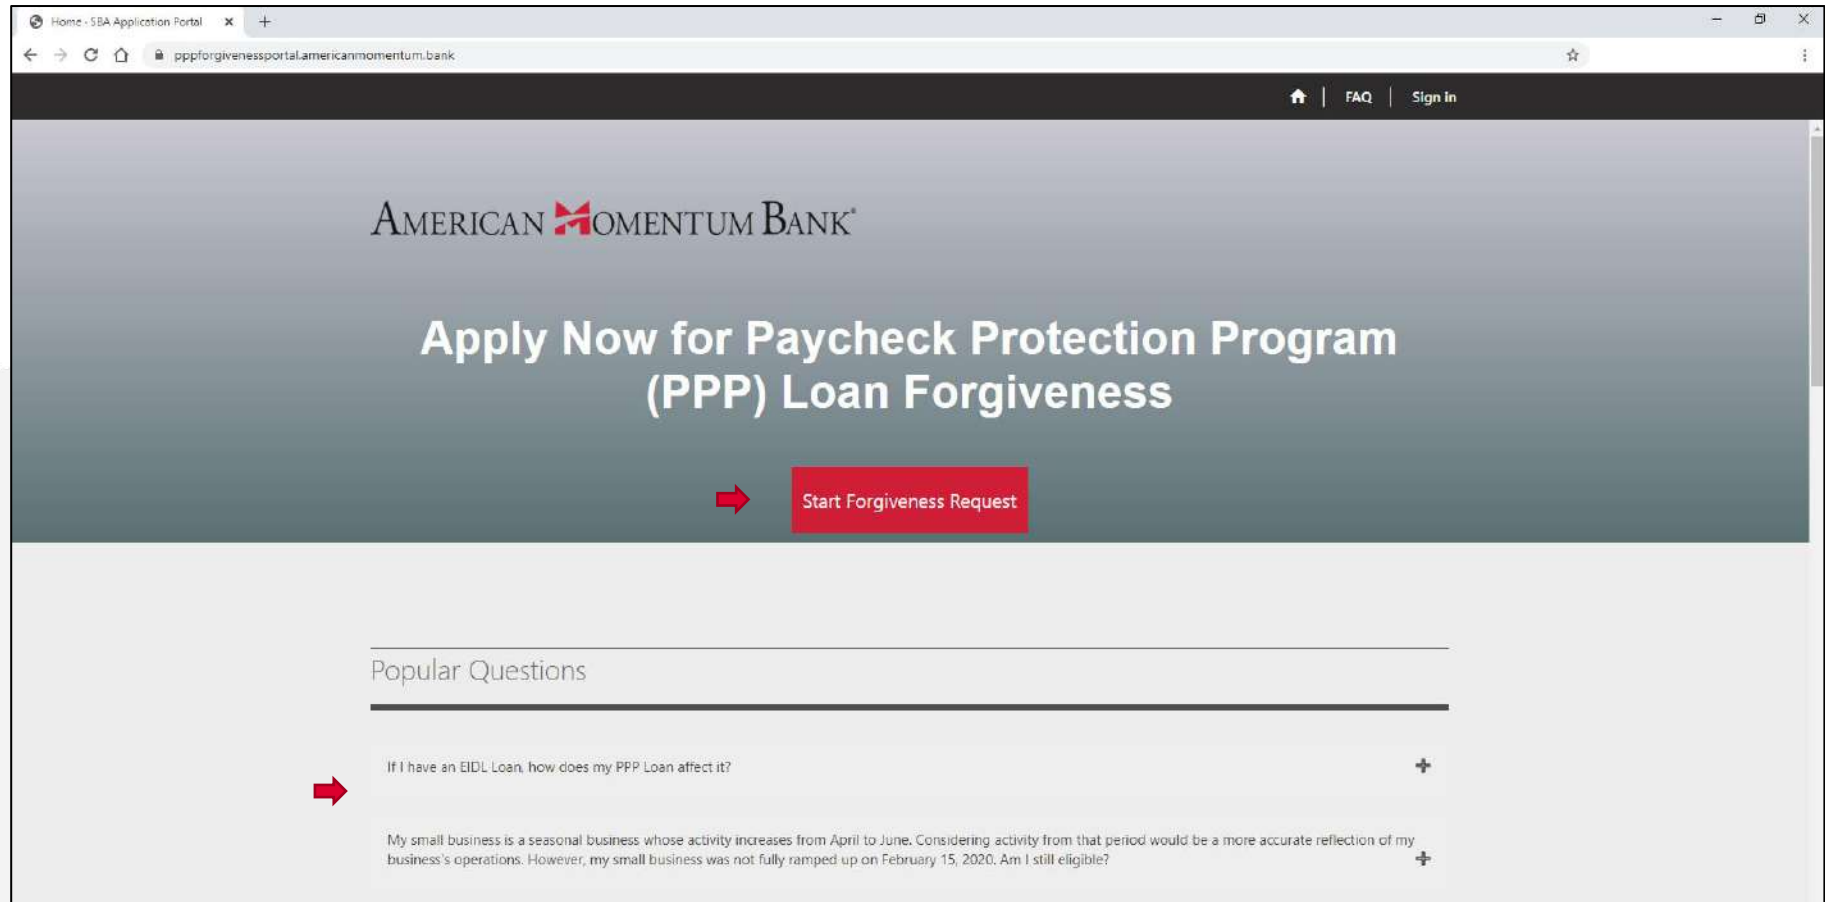 Home - SBA Application Portal
pppforgivenessportal.americanmomentum.bank
FAQ Sign in
AMERICAN MOMENTUM BANK®
Apply Now for Paycheck Protection Program
(PPP) Loan Forgiveness
Start Forgiveness Request
Popular Questions
If I have an EIDL Loan, how does my PPP Loan affect it?
My small business is a seasonal business whose activity increases from April to June. Considering activity from that period would be a more accurate reflection of my
business's operations. However, my small business was not fully ramped up on February 15, 2020. Am I still eligible?